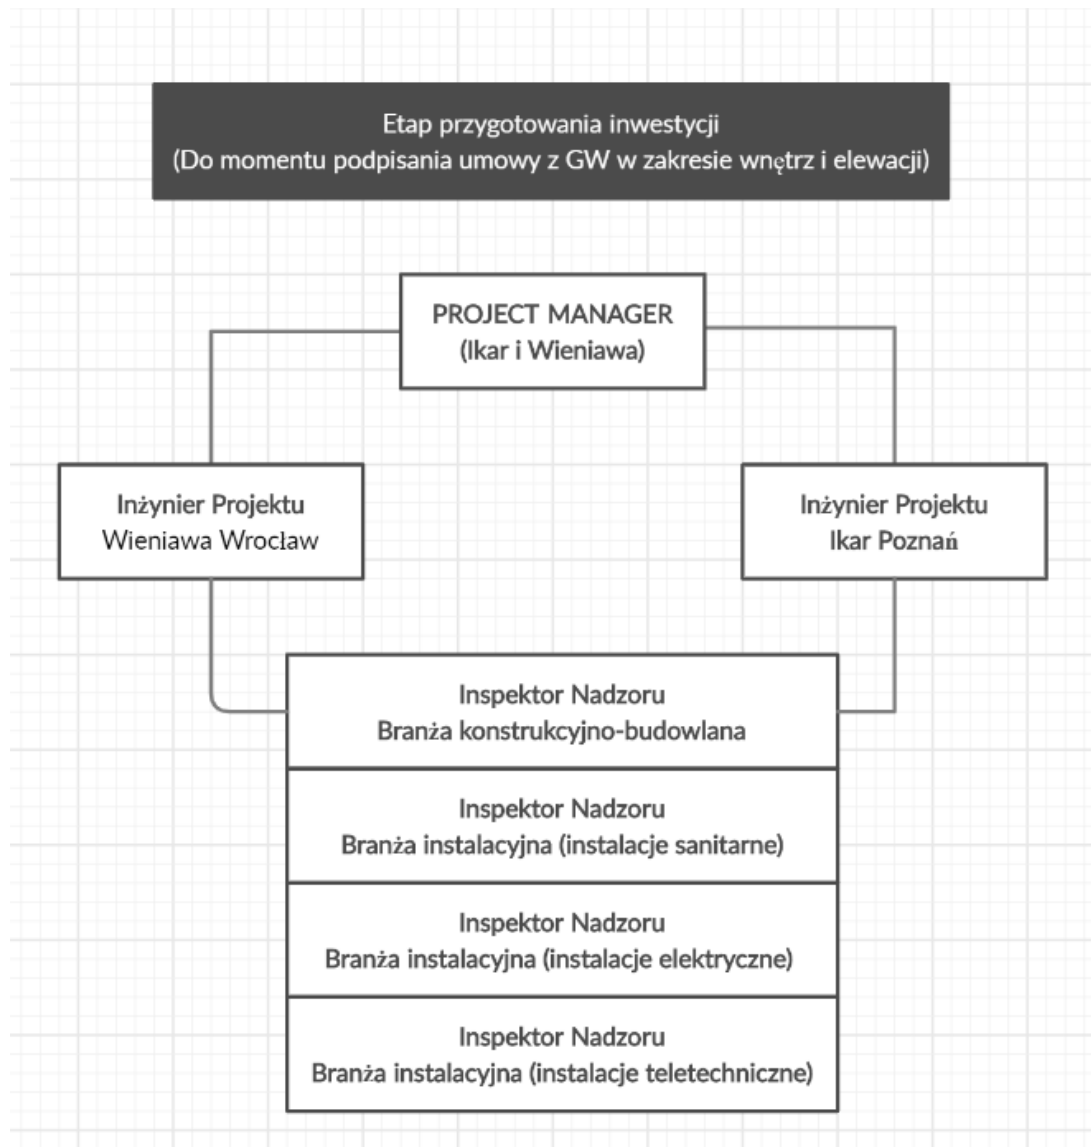 Etap przygotowania inwestycji
(Do momentu podpisania umowy z GW w zakresie wnętrz i elewacji)
PROJECT MANAGER
(Ikar i Wieniawa)
Inżynier Projektu
Wieniawa Wrocław
Inżynier Projektu
Ikar Poznań
Inspektor Nadzoru
Branża konstrukcyjno-budowlana
Inspektor Nadzoru
Branża instalacyjna (instalacje sanitarne)
Inspektor Nadzoru
Branża instalacyjna (instalacje elektryczne)
Inspektor Nadzoru
Branża instalacyjna (instalacje teletechniczne)